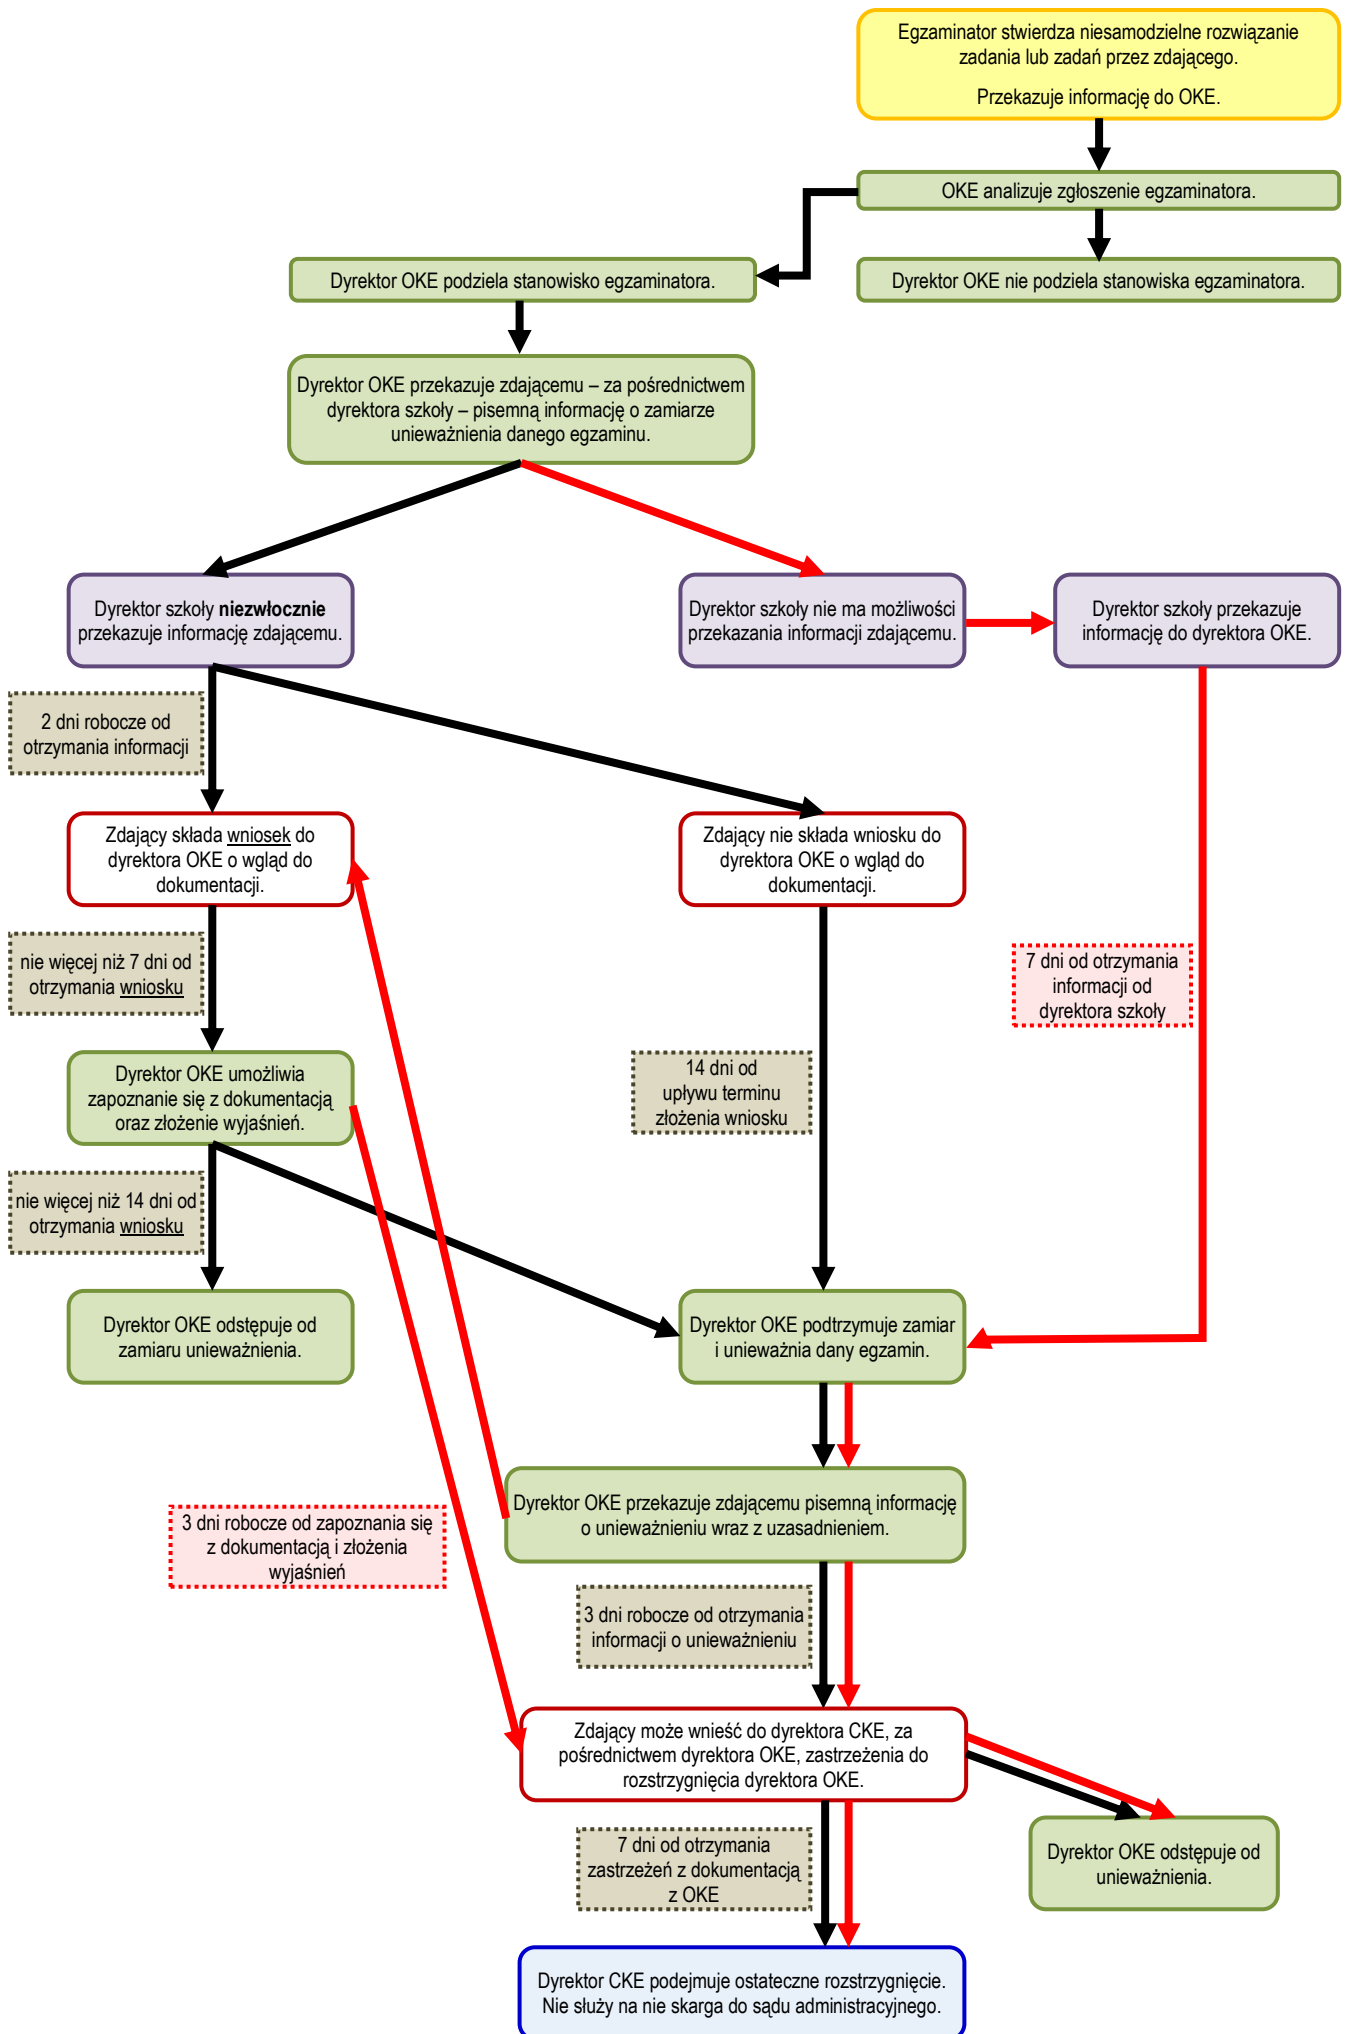 Egzaminator stwierdza niesamodzielne rozwiązanie
zadania lub zadań przez zdającego.
Przekazuje informację do OKE.
OKE analizuje zgłoszenie egzaminatora.
Dyrektor OKE podziela stanowisko egzaminatora.
Dyrektor OKE nie podziela stanowiska egzaminatora.
Dyrektor OKE przekazuje zdającemu – za pośrednictwem
dyrektora szkoły – pisemną informację o zamiarze
unieważnienia danego egzaminu.
Dyrektor szkoły niezwłocznie
przekazuje informację zdającemu.
Dyrektor szkoły nie ma możliwości
przekazania informacji zdającemu.
Dyrektor szkoły przekazuje
informację do dyrektora OKE.
2 dni robocze od
otrzymania informacji
Zdający składa wniosek do
dyrektora OKE o wgląd do
dokumentacji.
Zdający nie składa wniosku do
dyrektora OKE o wgląd do
dokumentacji.
nie więcej niż 7 dni od
otrzymania wniosku
7 dni od otrzymania
informacji od
dyrektora szkoły
Dyrektor OKE umożliwia
zapoznanie się z dokumentacją
oraz złożenie wyjaśnień.
14 dni od
upływu terminu
złożenia wniosku
nie więcej niż 14 dni od
otrzymania wniosku
Dyrektor OKE odstępuje od
zamiaru unieważnienia.
Dyrektor OKE podtrzymuje zamiar
i unieważnia dany egzamin.
Dyrektor OKE przekazuje zdającemu pisemną informację
o unieważnieniu wraz z uzasadnieniem.
3 dni robocze od zapoznania się
z dokumentacją i złożenia
wyjaśnień
3 dni robocze od otrzymania
informacji o unieważnieniu
Zdający może wnieść do dyrektora CKE, za
pośrednictwem dyrektora OKE, zastrzeżenia do
rozstrzygnięcia dyrektora OKE.
7 dni od otrzymania
zastrzeżeń z dokumentacją
z OKE
Dyrektor OKE odstępuje od
unieważnienia.
Dyrektor CKE podejmuje ostateczne rozstrzygnięcie.
Nie służy na nie skarga do sądu administracyjnego.